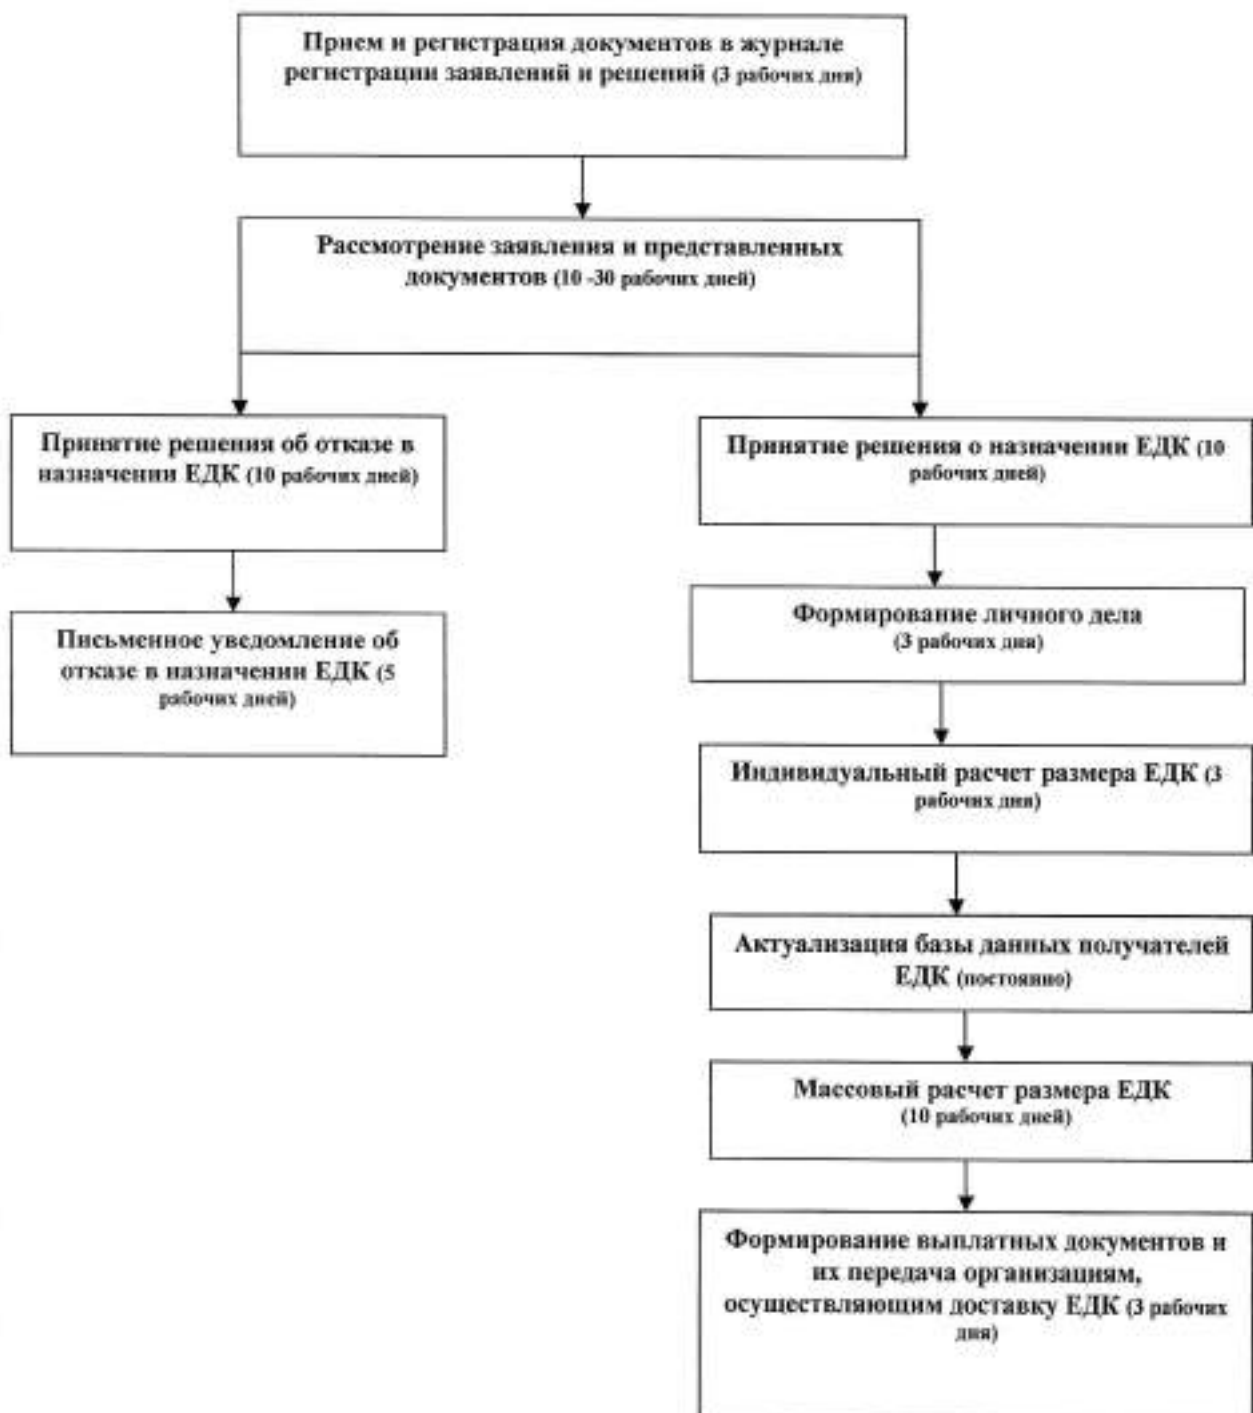 Прием и регистрация документов в журнале
регистрации заявлений и решений (3 рабочих дня)
Рассмотрение заявления и представленных
документов (10 -30 рабочих дней)
Принятие решения об отказе в
назначении ЕДК (10 рабочих дней)
Принятие решения о назначении ЕДК (10
рабочих дней)
Письменное уведомление об
отказе в назначении ЕДК (5
рабочих дней)
Формирование личного дела
(3 рабочих дня)
Индивидуальный расчет размера ЕДК (3
рабочих дня)
Актуализация базы данных получателей
ЕДК (постоянно)
Массовый расчет размера ЕДК
(10 рабочих дней)
Формирование выплатных документов и
их передача организациям,
осуществляющим доставку ЕДК (3 рабочих
дня)